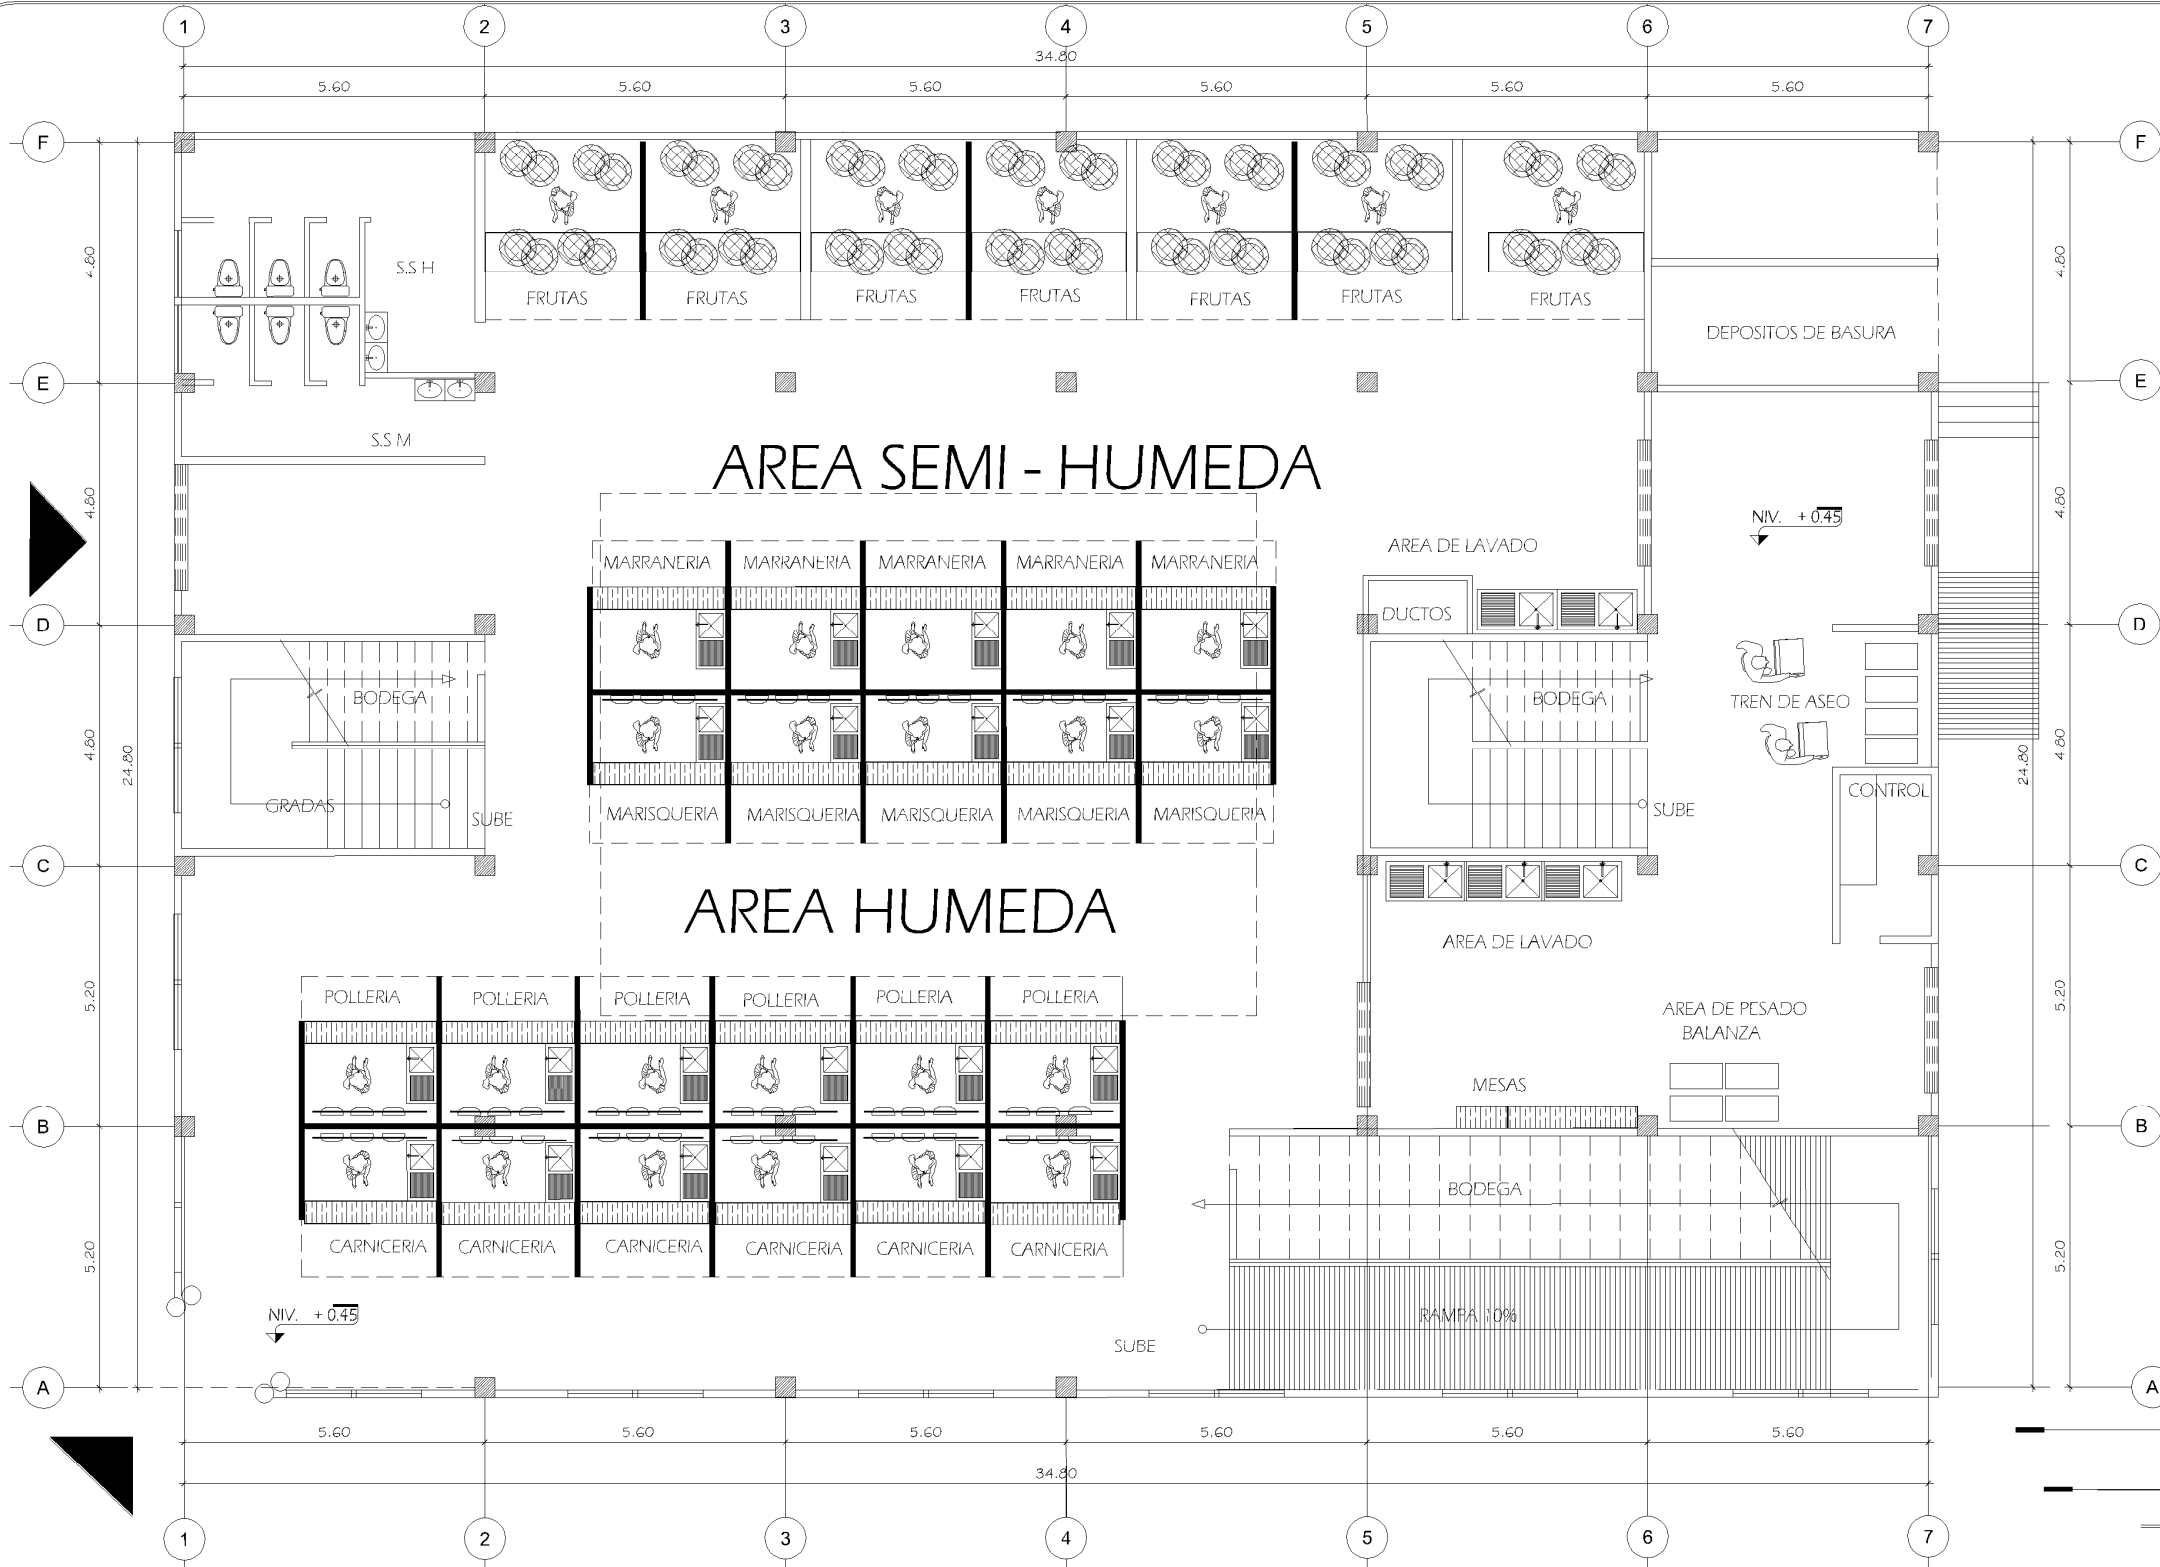 1 2 3 4 5 6 7
34.80
5.60 5.60 5.60 5.60 5.60 5.60
F F
4.80 S.S H 4.80
FRUTAS FRUTAS FRUTAS FRUTAS FRUTAS FRUTAS FRUTAS
DEPOSITOS DE BASURA
E E
S.S M
AREA SEMI - HUMEDA
4.80 4.80
NIV. + 0.45
AREA DE LAVADO
MARRANERIA MARRANERIA MARRANERIA MARRANERIA MARRANERIA
DUCTOS
D D
BODEGA BODEGA TREN DE ASEO
4.80 4.80
24.80 24.80
CONTROL
GRADAS SUBE SUBE
MARISQUERIA MARISQUERIA MARISQUERIA MARISQUERIA MARISQUERIA
C C
AREA HUMEDA
AREA DE LAVADO
5.20 5.20
POLLERIA POLLERIA POLLERIA POLLERIA POLLERIA POLLERIA
AREA DE PESADO
BALANZA
MESAS
B B
BODEGA
CARNICERIA CARNICERIA CARNICERIA CARNICERIA CARNICERIA CARNICERIA
5.20 5.20
NIV. + 0.45
RAMPA 10%
SUBE
A A
5.60 5.60 5.60 5.60 5.60 5.60
34.80
1 2 3 4 5 6 7